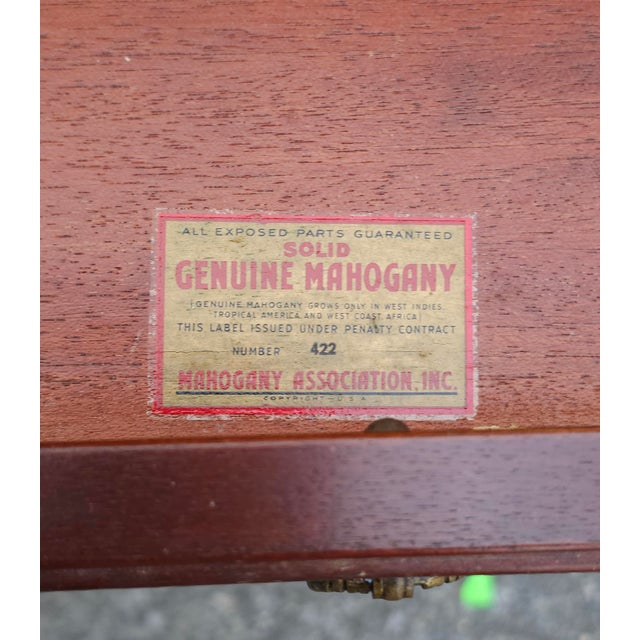 ALL EXPOSED PARTS GUARANTEED
SOLID
GENUINE MAHOGANY
(GENUINE MAHOGANY GROWS ONLY IN WEST INDIES,
TROPICAL AMERICA, AND WEST COAST AFRICA)
THIS LABEL ISSUED UNDER PENALTY CONTRACT
NUMBER 422
MAHOGANY ASSOCIATION, INC.
COPYRIGHT-U.S.A.